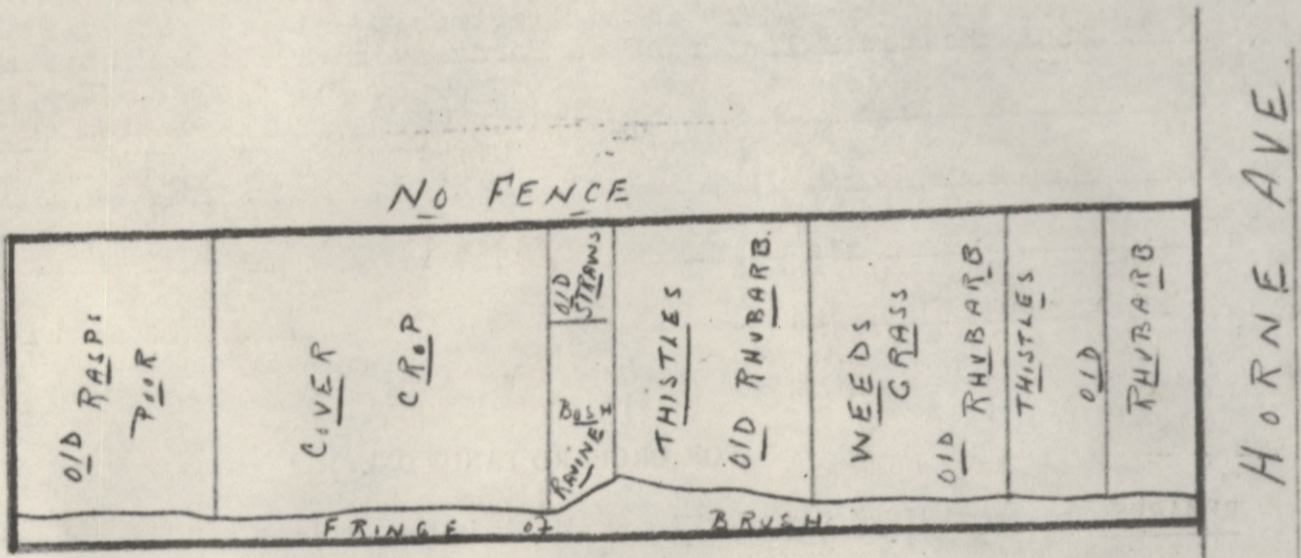 NO FENCE
OLD RASPS
POOR
COVER
CROP
OLD
STRAWS
RAVINE
THISTLES
OLD RHUBARB.
WEEDS
GRASS
OLD RHUBARB
THISTLES
OLD
RHUBARB.
FRINGE of BRUSH
HORNE AVE.